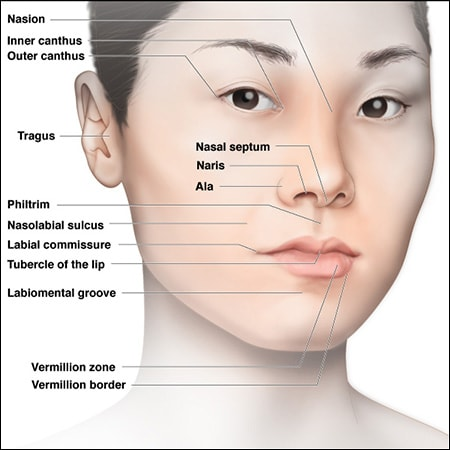 Nasion
Inner canthus
Outer canthus
Tragus
Nasal septum
Naris
Ala
Philtrim
Nasolabial sulcus
Labial commissure
Tubercle of the lip
Labiomental groove
Vermillion zone
Vermillion border